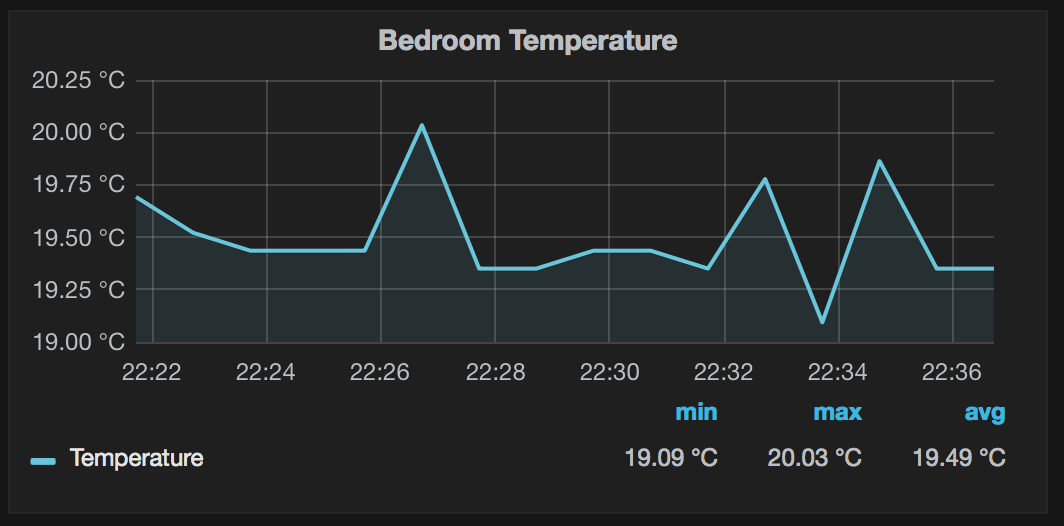 Bedroom Temperature
20.25 °C
20.00 °C
19.75 °C
19.50 °C
19.25 °C
19.00 °C
22:22 22:24 22:26 22:28 22:30 22:32 22:34 22:36
min max avg
Temperature 19.09 °C 20.03 °C 19.49 °C